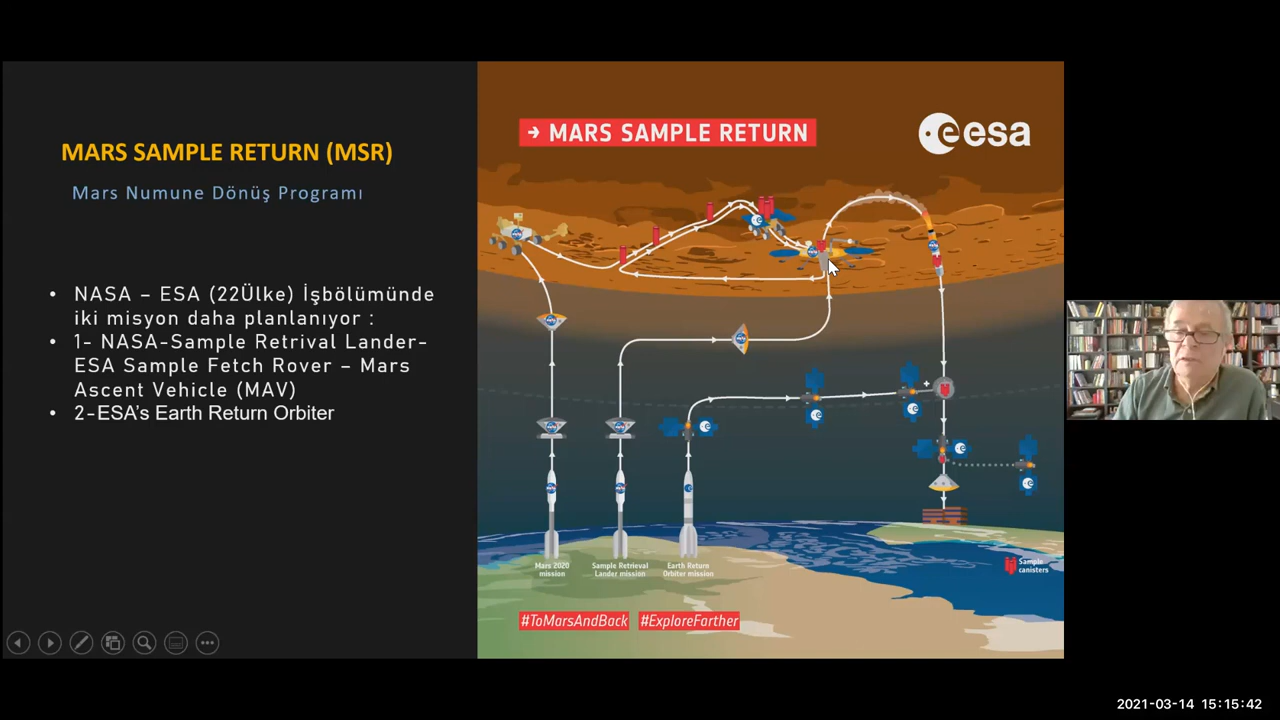 MARS SAMPLE RETURN (MSR)
Mars Numune Dönüş Programı
• NASA – ESA (22Ülke) İşbölümünde
iki misyon daha planlanıyor :
• 1- NASA-Sample Retrival Lander-
ESA Sample Fetch Rover – Mars
Ascent Vehicle (MAV)
• 2-ESA's Earth Return Orbiter
→ MARS SAMPLE RETURN
esa
Mars 2020
mission
Sample Retrieval
Lander mission
Earth Return
Orbiter mission
Sample
canisters
#ToMarsAndBack #ExploreFarther
2021-03-14 15:15:42